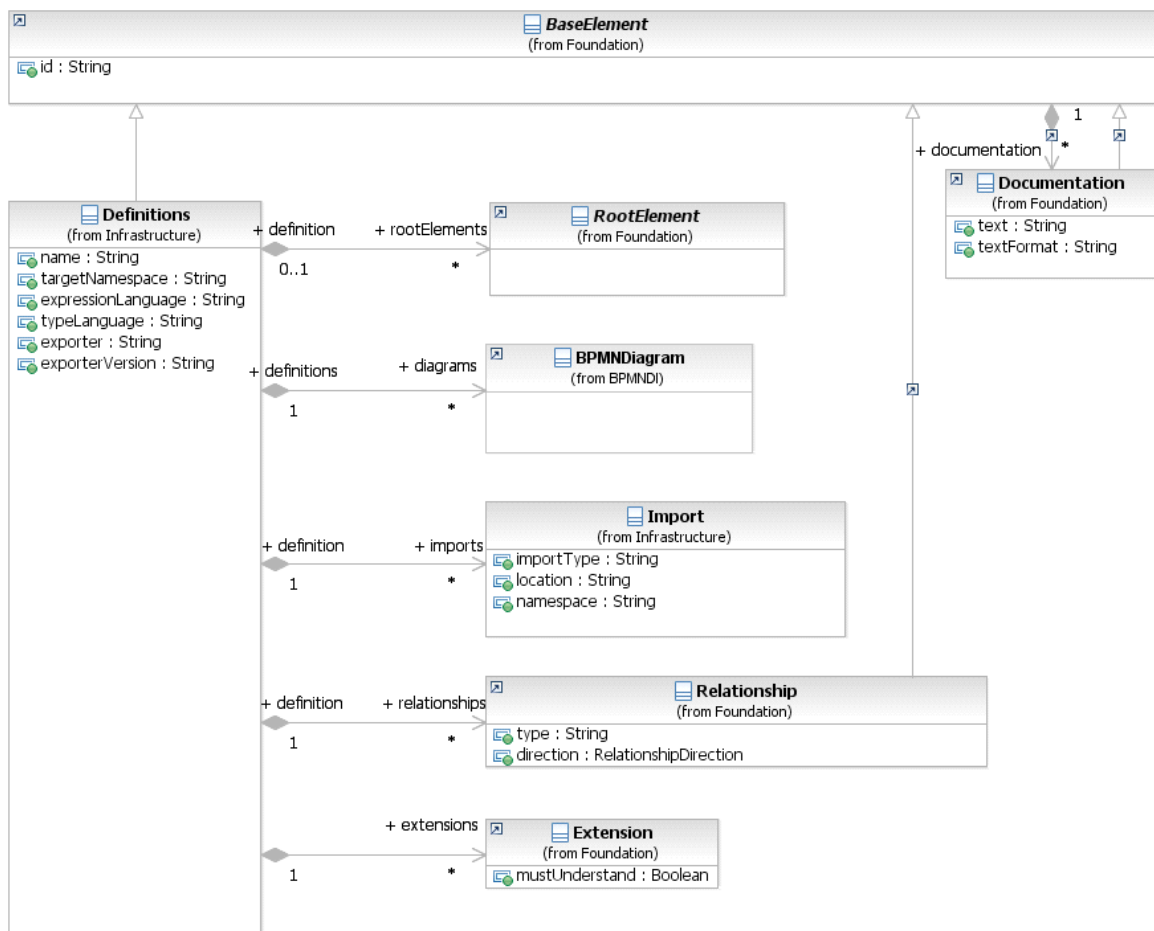 BaseElement
(from Foundation)
id : String
1
+ documentation
*
Documentation
(from Foundation)
text : String
textFormat : String
Definitions
(from Infrastructure)
name : String
targetNamespace : String
expressionLanguage : String
typeLanguage : String
exporter : String
exporterVersion : String
+ definition
+ rootElements
0..1
*
RootElement
(from Foundation)
+ definitions
+ diagrams
1
*
BPMNDiagram
(from BPMNDI)
+ definition
+ imports
1
*
Import
(from Infrastructure)
importType : String
location : String
namespace : String
+ definition
+ relationships
1
*
Relationship
(from Foundation)
type : String
direction : RelationshipDirection
+ extensions
1
*
Extension
(from Foundation)
mustUnderstand : Boolean